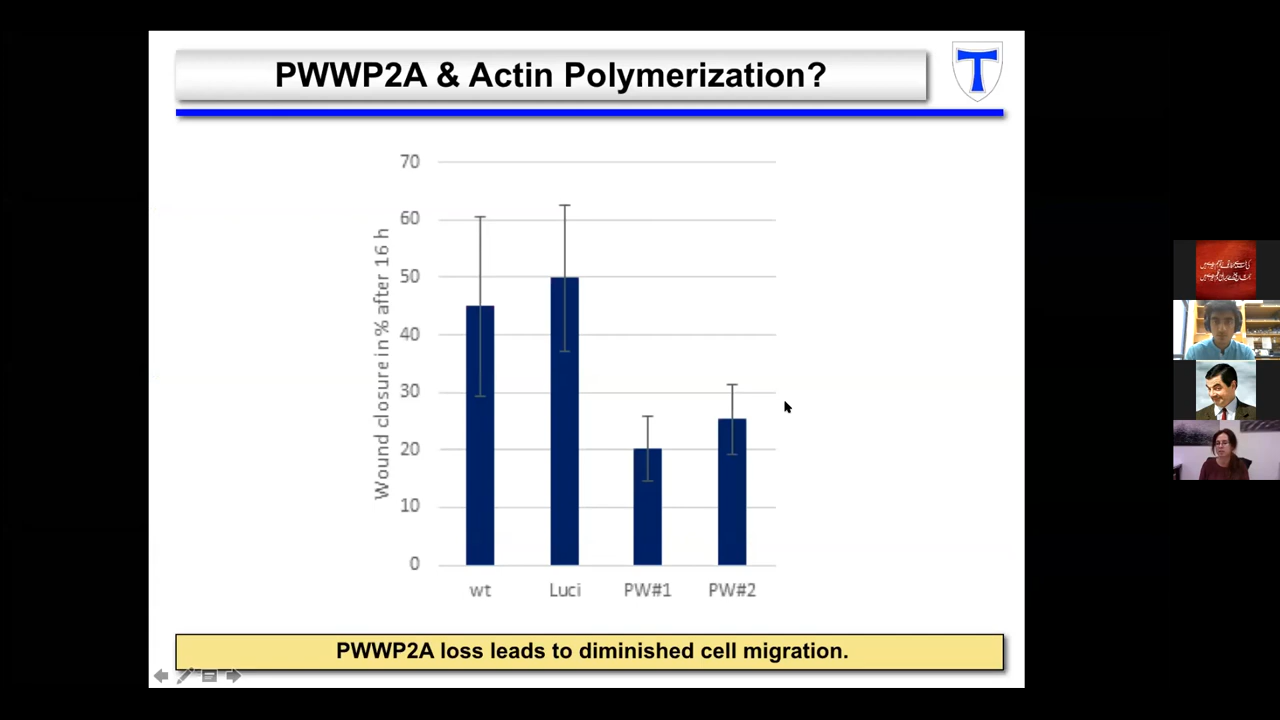 PWWP2A & Actin Polymerization?
T
Wound closure in % after 16 h
70
60
50
40
30
20
10
0
wt Luci PW#1 PW#2
PWWP2A loss leads to diminished cell migration.